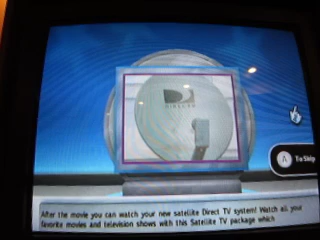 DIRECTV
A To Skip
After the movie you can watch your new satellite Direct TV system! Watch all your
favorite movies and television shows with this Satellite TV package which